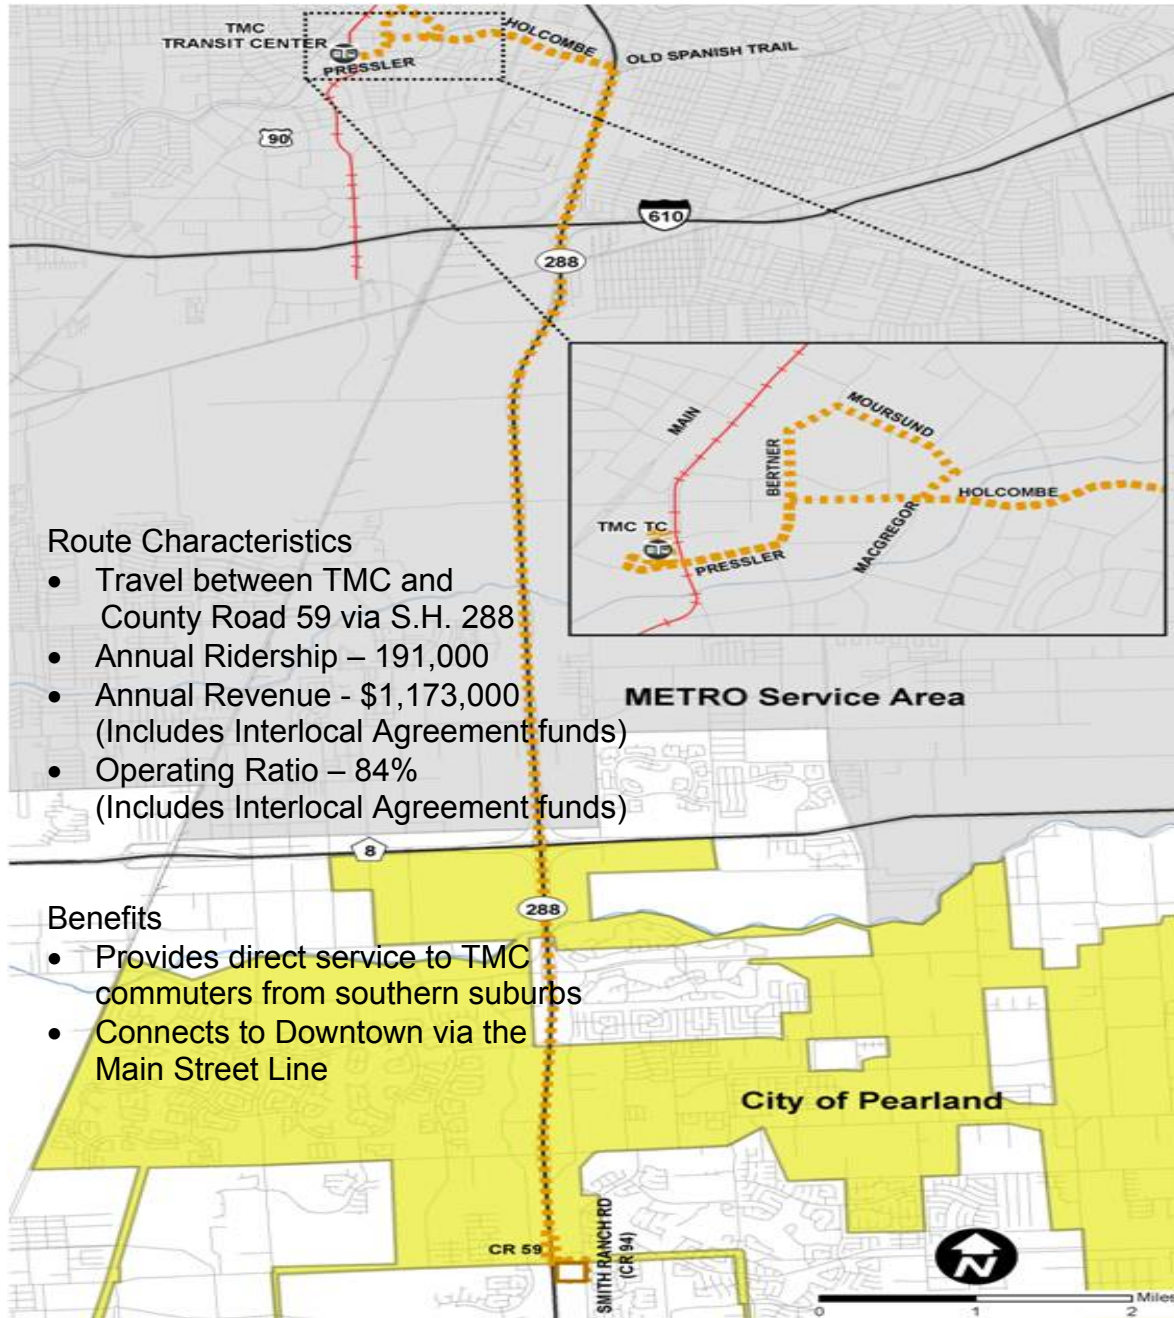 TMC
TRANSIT CENTER
PRESSLER
HOLCOMBE
OLD SPANISH TRAIL
90
610
288
MAIN
BERTNER
MOURSUND
HOLCOMBE
MACGREGOR
TMC TC
PRESSLER
Route Characteristics
• Travel between TMC and
County Road 59 via S.H. 288
• Annual Ridership – 191,000
• Annual Revenue - $1,173,000
(Includes Interlocal Agreement funds)
• Operating Ratio – 84%
(Includes Interlocal Agreement funds)
METRO Service Area
8
288
Benefits
• Provides direct service to TMC
commuters from southern suburbs
• Connects to Downtown via the
Main Street Line
City of Pearland
CR 59
SMITH RANCH RD
(CR 94)
N
Miles
0 1 2